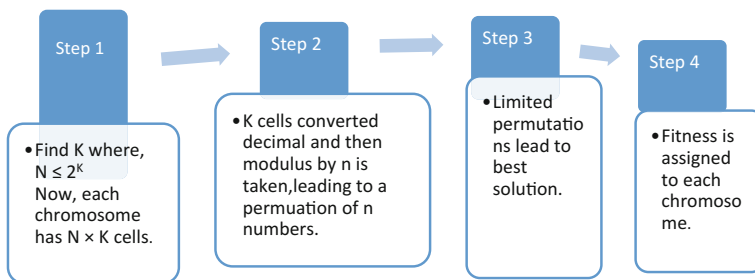 Step 1
•Find K where,
N ≤ 2ᴷ
Now, each
chromosome
has N × K cells.
Step 2
•K cells converted
decimal and then
modulus by n is
taken,leading to a
permuation of n
numbers.
Step 3
•Limited
permutatio
ns lead to
best
solution.
Step 4
•Fitness is
assigned
to each
chromoso
me.